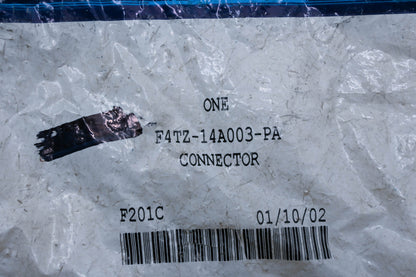 ONE
F4TZ-14A003-PA
CONNECTOR
F201C 01/10/02